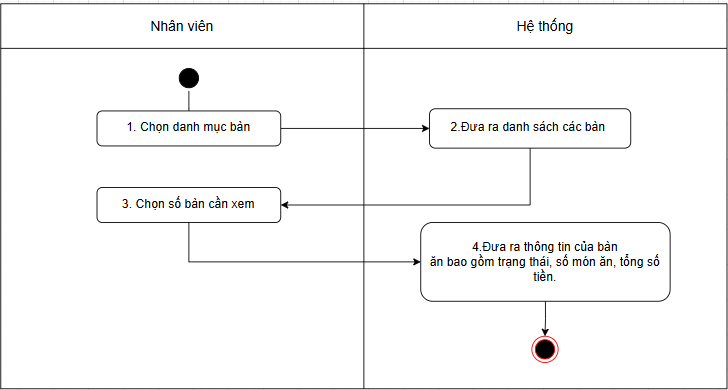 Nhân viên
Hệ thống
1. Chọn danh mục bàn
2.Đưa ra danh sách các bàn
3. Chọn số bàn cần xem
4.Đưa ra thông tin của bàn
ăn bao gồm trạng thái, số món ăn, tổng số
tiền.